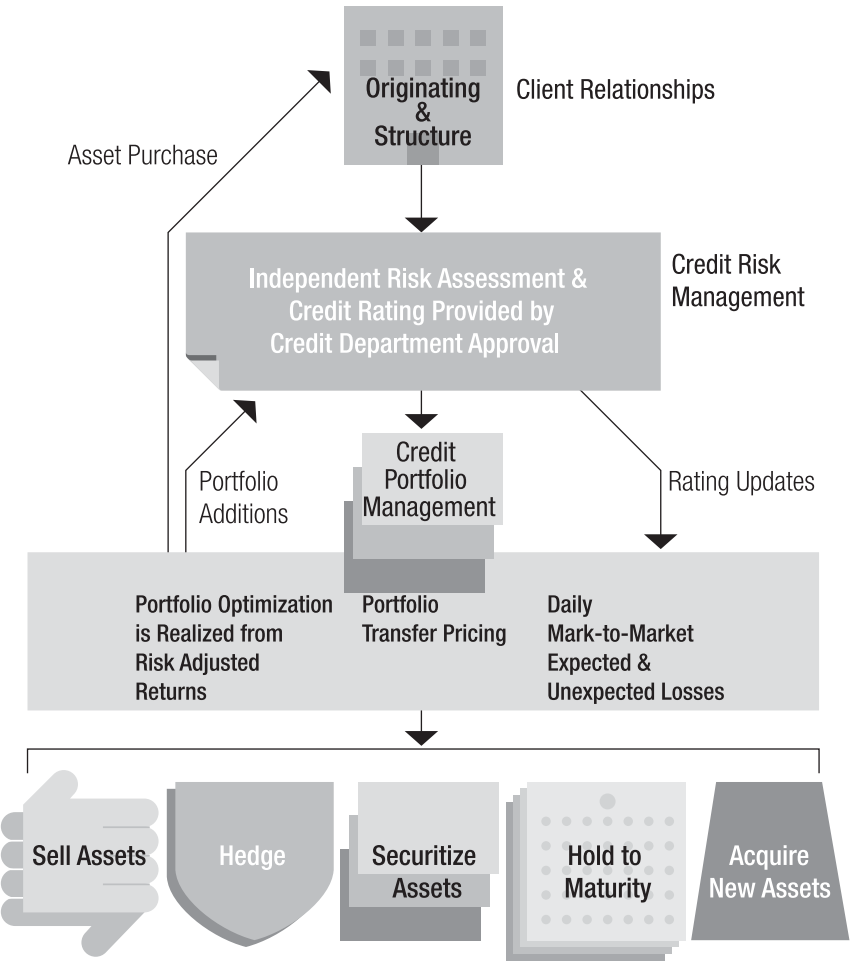 Originating
&
Structure
Client Relationships
Asset Purchase
Independent Risk Assessment &
Credit Rating Provided by
Credit Department Approval
Credit Risk
Management
Credit
Portfolio
Management
Portfolio
Additions
Rating Updates
Portfolio Optimization
is Realized from
Risk Adjusted
Returns
Portfolio
Transfer Pricing
Daily
Mark-to-Market
Expected &
Unexpected Losses
Sell Assets
Hedge
Securitize
Assets
Hold to
Maturity
Acquire
New Assets